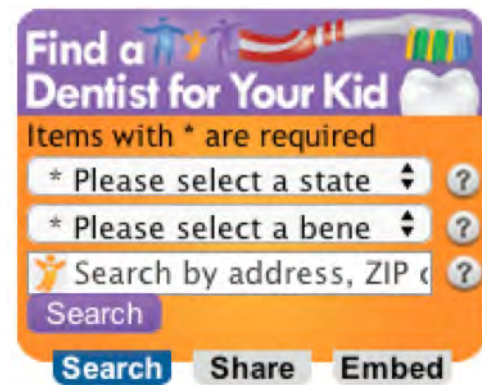 Find a
Dentist for Your Kid
Items with * are required
* Please select a state
?
* Please select a bene
?
Search by address, ZIP c
?
Search
Search Share Embed